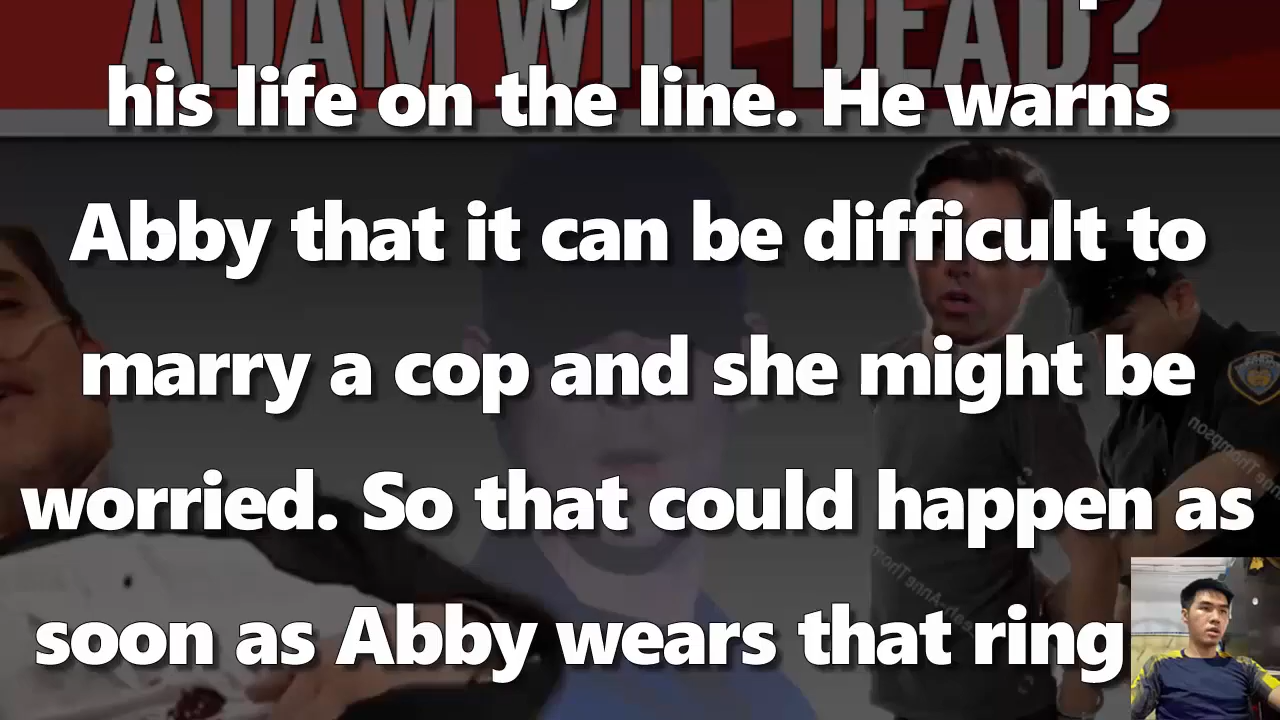 ADAM WILL DEAD?
his life on the line. He warns
Abby that it can be difficult to
marry a cop and she might be
worried. So that could happen as
soon as Abby wears that ring